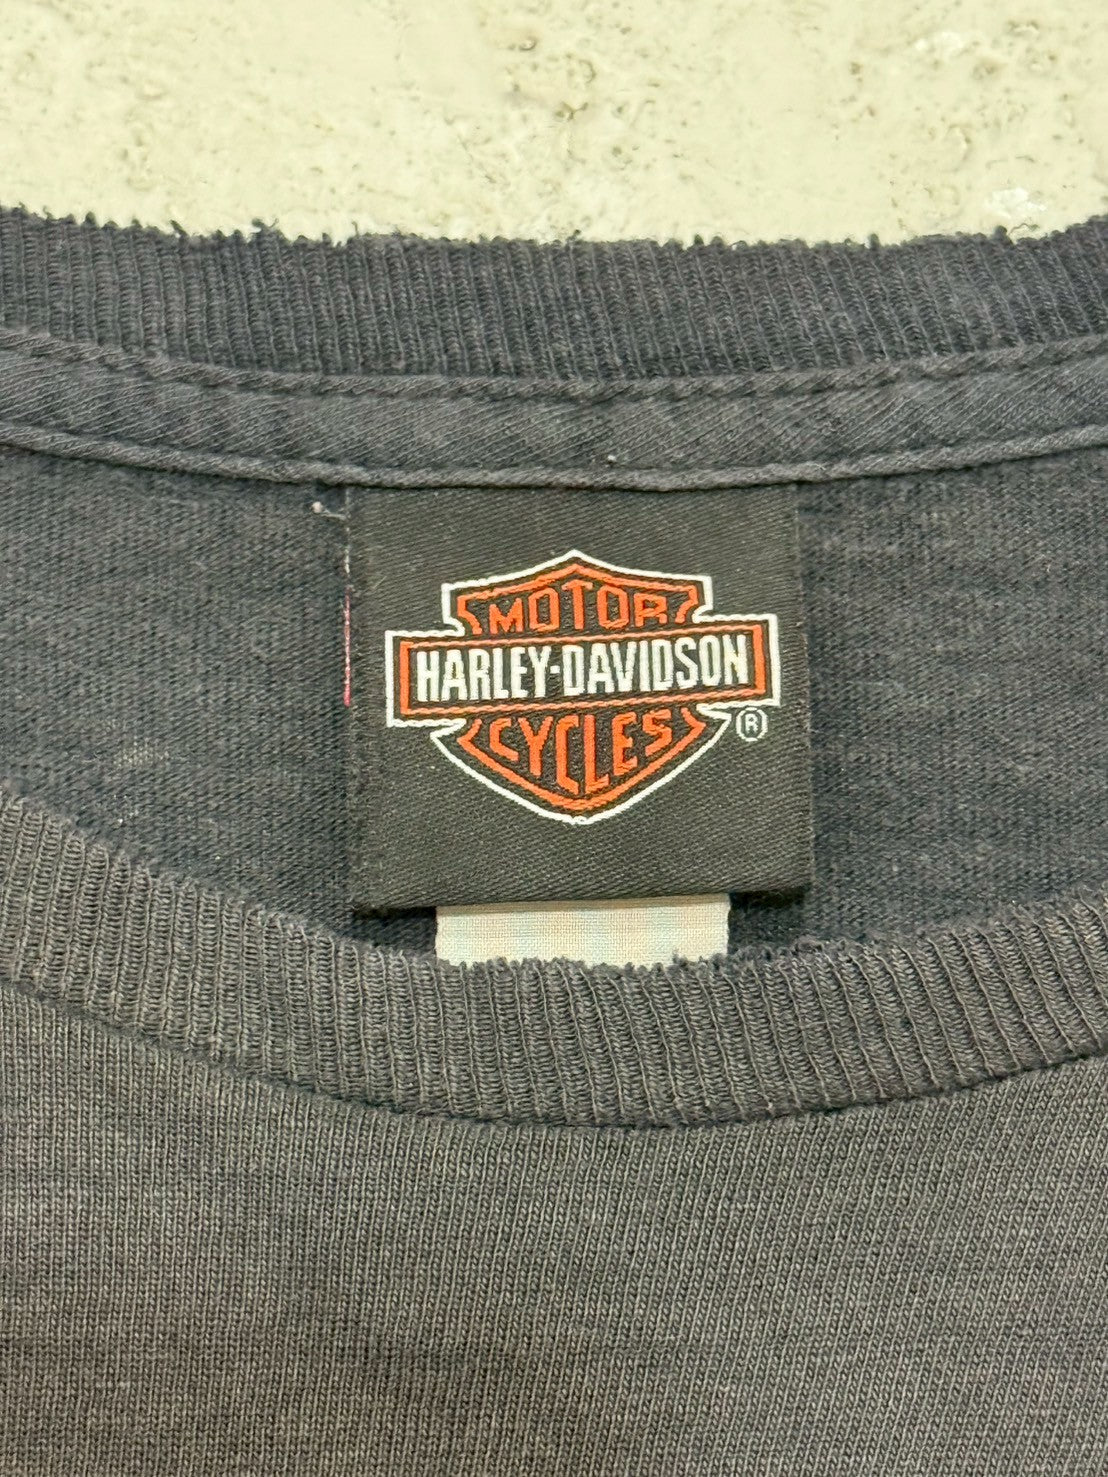 MOTOR
HARLEY-DAVIDSON
CYCLES
®